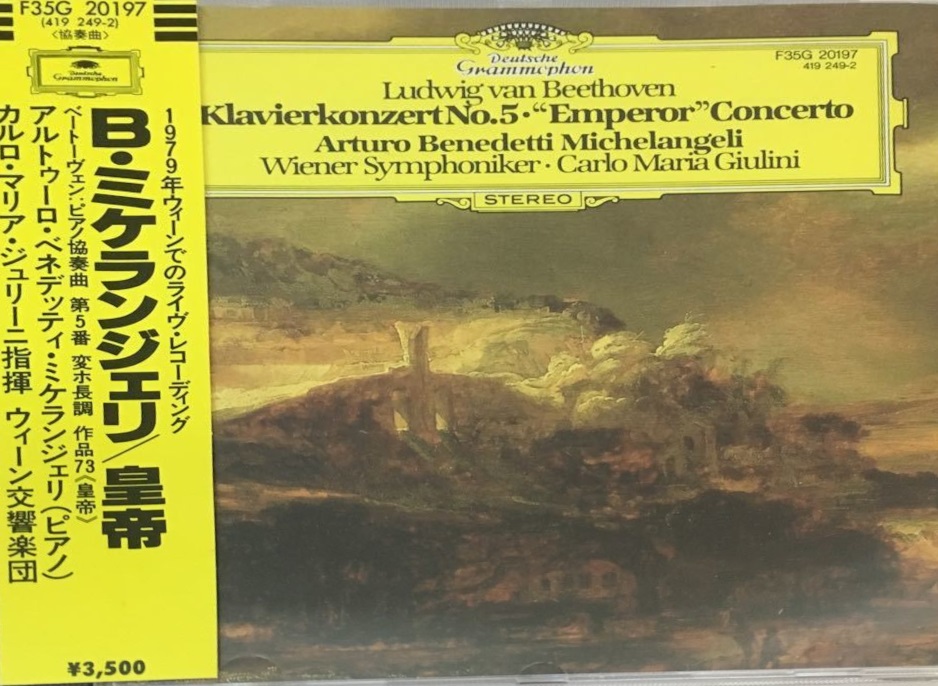 F35G 20197
(419 249-2)
〈協奏曲〉
Deutsche
Grammophon
1979年ウィーンでのライヴ・レコーディング
B・ミケランジェリ/皇帝
ベートーヴェン:ピアノ協奏曲 第5番 変ホ長調 作品73《皇帝》
アルトゥーロ・ベネデッティ・ミケランジェリ(ピアノ)
カルロ・マリア・ジュリーニ指揮 ウィーン交響楽団
¥3,500
Deutsche
Grammophon
F35G 20197
419 249-2
Ludwig van Beethoven
Klavierkonzert No. 5 · “Emperor” Concerto
Arturo Benedetti Michelangeli
Wiener Symphoniker · Carlo Maria Giulini
STEREO